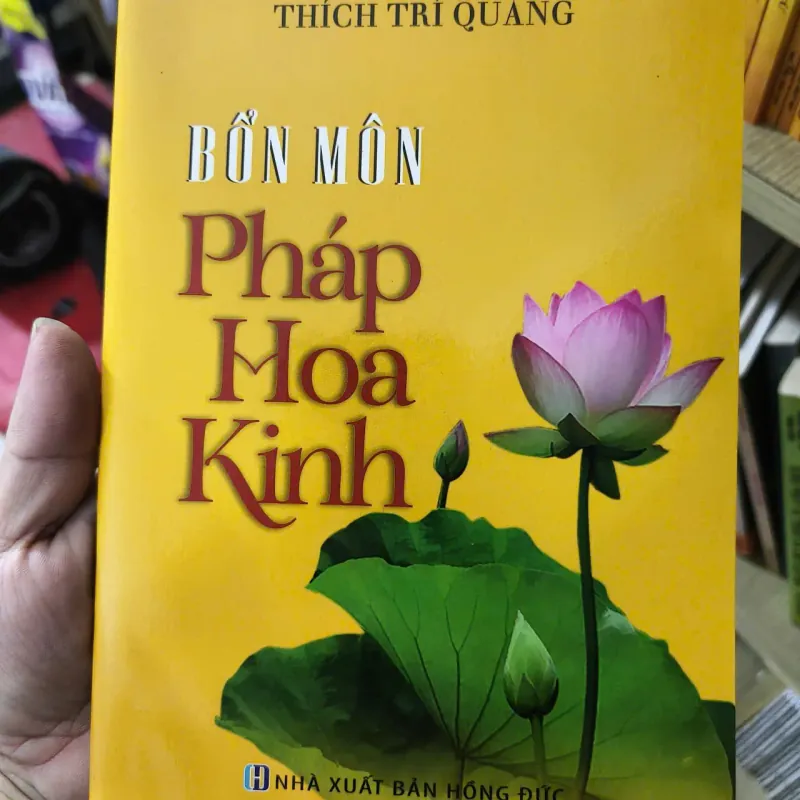 THÍCH TRÍ QUẢNG
BỔN MÔN
Pháp
Hoa
Kinh
NHÀ XUẤT BẢN HỒNG ĐỨC